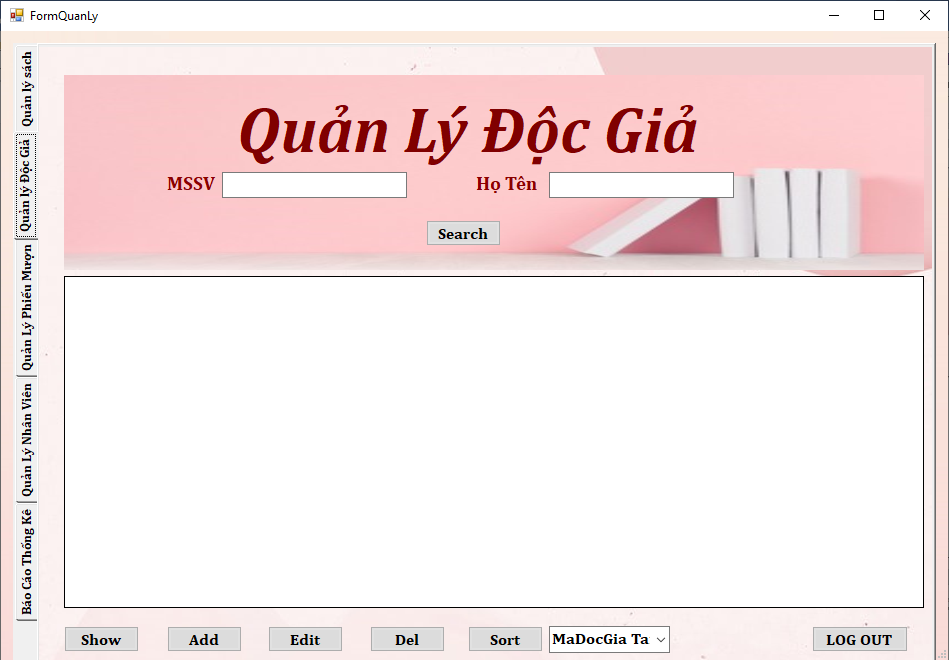 FormQuanLy
Quản lý sách
Quản lý Độc Giả
Quản Lý Phiếu Mượn
Quản Lý Nhân Viên
Báo Cáo Thống Kê
Quản Lý Độc Giả
MSSV
Họ Tên
Search
Show Add Edit Del Sort MaDocGia Ta LOG OUT